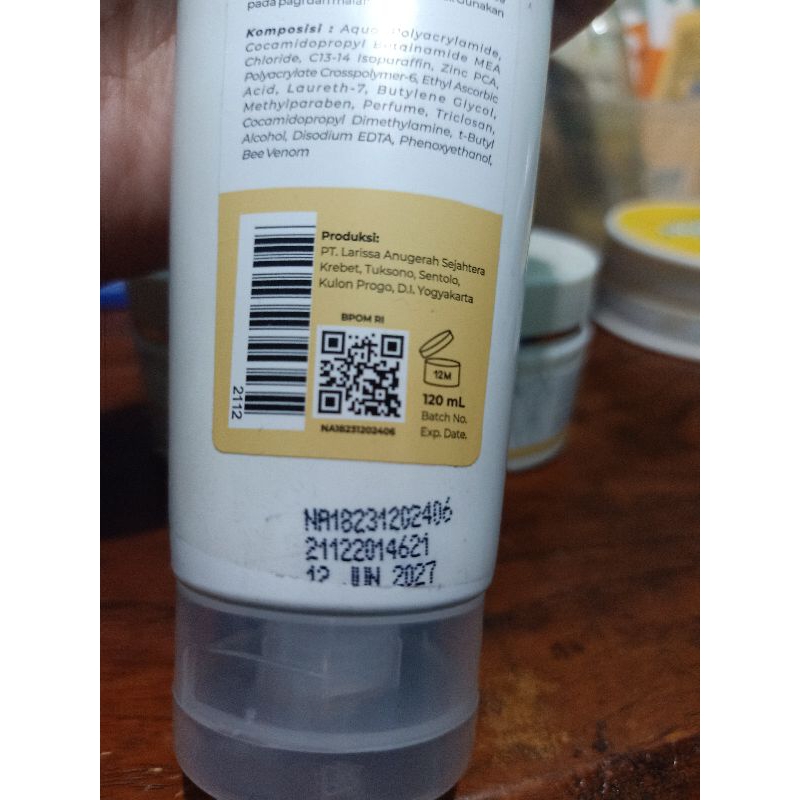 pada pagi dan malam
Gunakan
Komposisi : Aqua, Polyacrylamide,
Cocamidopropyl Betainamide MEA
Chloride, C13-14 Isoparaffin, Zinc PCA,
Polyacrylate Crosspolymer-6, Ethyl Ascorbic
Acid, Laureth-7, Butylene Glycol,
Methylparaben, Perfume, Triclosan,
Cocamidopropyl Dimethylamine, t-Butyl
Alcohol, Disodium EDTA, Phenoxyethanol,
Bee Venom
Produksi:
PT. Larissa Anugerah Sejahtera
Krebet, Tuksono, Sentolo,
Kulon Progo, D.I. Yogyakarta
BPOM RI
12M
2112
NA18231202406
120 mL
Batch No.
Exp. Date.
NA18231202406
21122014621
12 JUN 2027